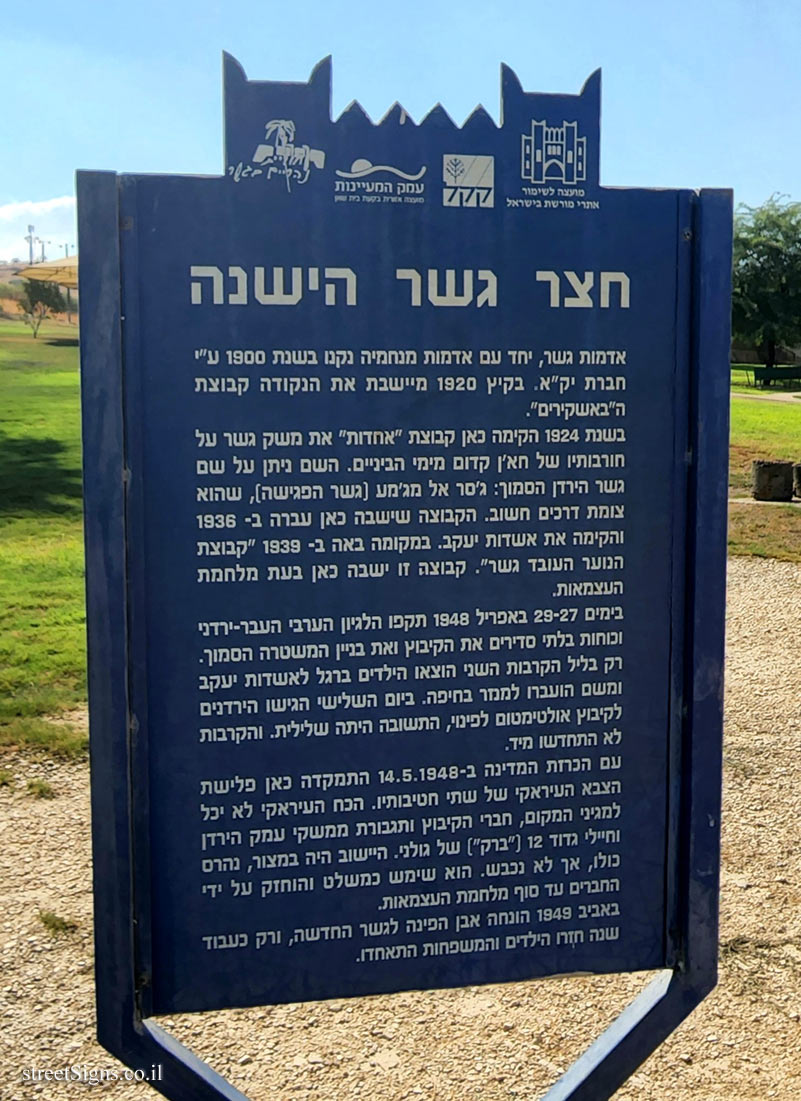 נהריים בגשר
עמק המעיינות
מועצה אזורית בקעת בית שאן
קקל
מועצה לשימור
אתרי מורשת בישראל
חצר גשר הישנה
אדמות גשר, יחד עם אדמות מנחמיה נקנו בשנת 1900 ע"י
חברת יק"א. בקיץ 1920 מיישבת את הנקודה קבוצת
ה"באשקירים".
בשנת 1924 הקימה כאן קבוצת "אחדות" את משק גשר על
חורבותיו של חא'ן קדום מימי הביניים. השם ניתן על שם
גשר הירדן הסמוך: ג'סר אל מג'מע (גשר הפגישה), שהוא
צומת דרכים חשוב. הקבוצה שישבה כאן עברה ב- 1936
והקימה את אשדות יעקב. במקומה באה ב- 1939 "קבוצת
הנוער העובד גשר". קבוצה זו ישבה כאן בעת מלחמת
העצמאות.
בימים 29-27 באפריל 1948 תקפו הלגיון הערבי העבר-ירדני
וכוחות בלתי סדירים את הקיבוץ ואת בניין המשטרה הסמוך.
רק בליל הקרבות השני הוצאו הילדים ברגל לאשדות יעקב
ומשם הועברו למנזר בחיפה. ביום השלישי הגישו הירדנים
לקיבוץ אולטימטום לפינוי, התשובה היתה שלילית. והקרבות
לא התחדשו מיד.
עם הכרזת המדינה ב-14.5.1948 התמקדה כאן פלישת
הצבא העיראקי של שתי חטיבותיו. הכח העיראקי לא יכל
למגיני המקום, חברי הקיבוץ ותגבורת ממשקי עמק הירדן
וחיילי גדוד 12 ("ברק") של גולני. היישוב היה במצור, נהרס
כולו, אך לא נכבש. הוא שימש כמשלט והוחזק על ידי
החברים עד סוף מלחמת העצמאות.
באביב 1949 הונחה אבן הפינה לגשר החדשה, ורק כעבוד
שנה חזרו הילדים והמשפחות התאחדו.
streetSigns.co.il